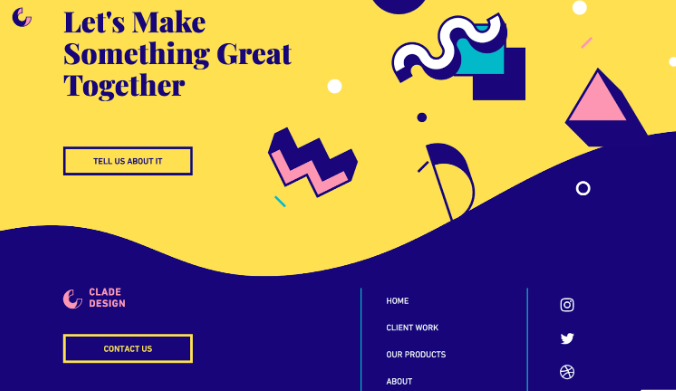 Let's Make
Something Great
Together
TELL US ABOUT IT
CLADE
DESIGN
CONTACT US
HOME
CLIENT WORK
OUR PRODUCTS
ABOUT